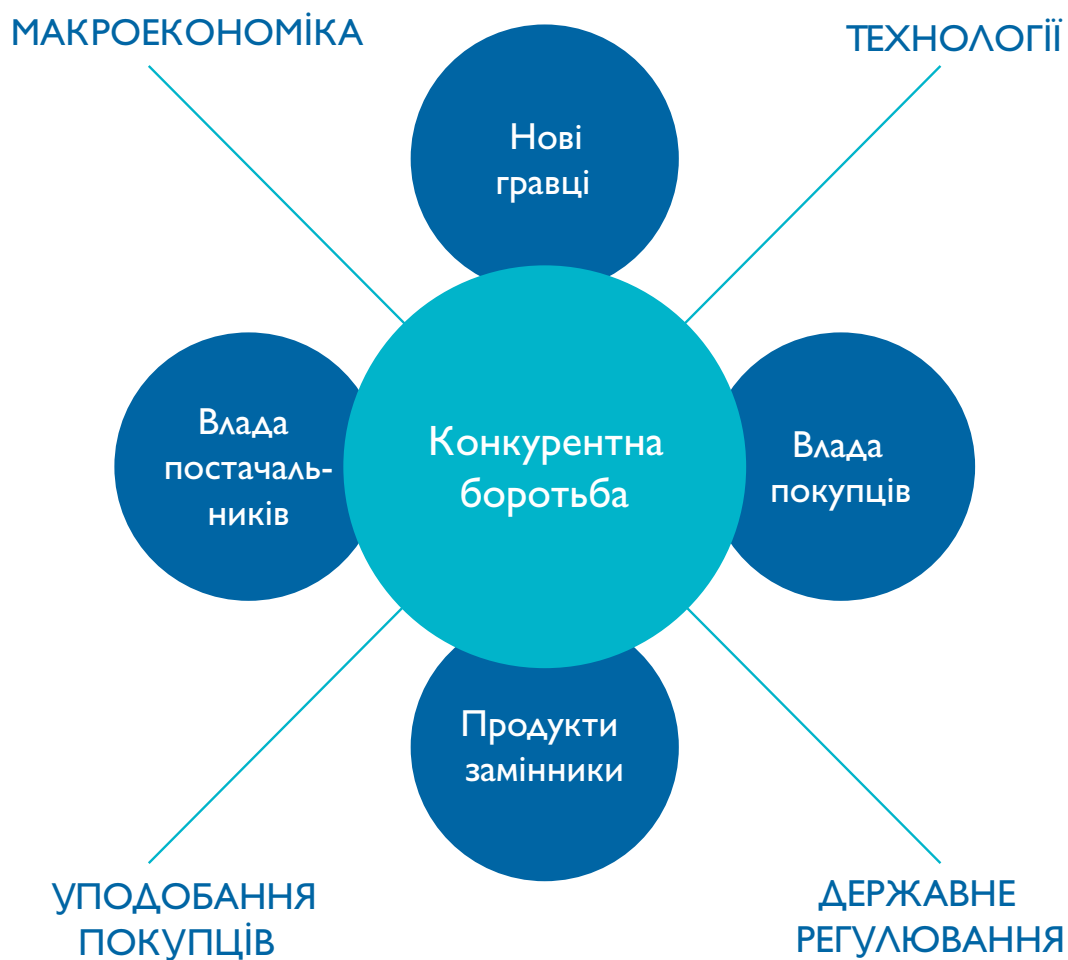 МАКРОЕКОНОМІКА
ТЕХНОЛОГІЇ
Нові
гравці
Влада
постачаль-
ників
Конкурентна
боротьба
Влада
покупців
Продукти
замінники
УПОДОБАННЯ
ПОКУПЦІВ
ДЕРЖАВНЕ
РЕГУЛЮВАННЯ